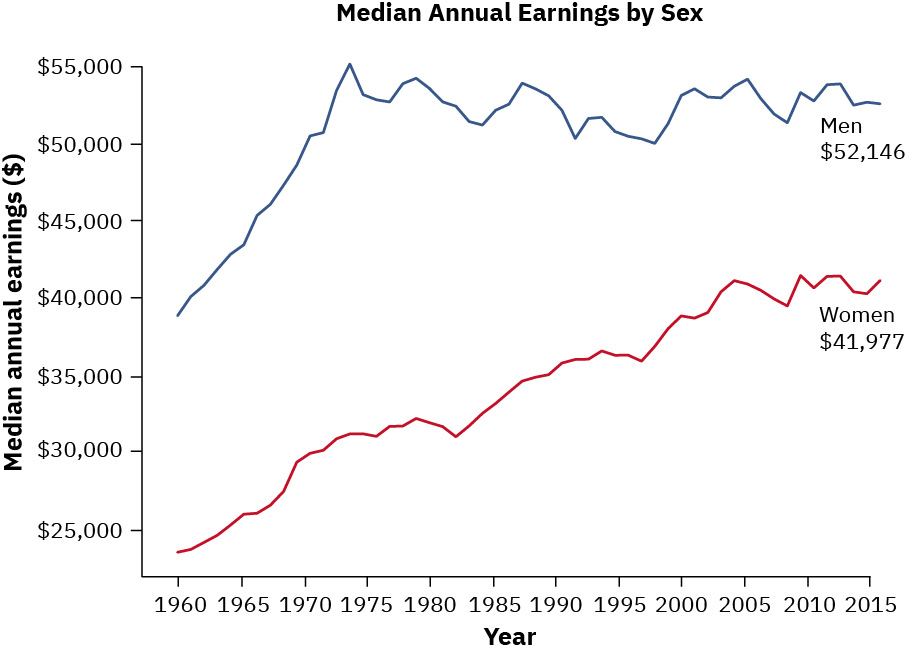 Median Annual Earnings by Sex
Median annual earnings ($)
$55,000
$50,000
$45,000
$40,000
$35,000
$30,000
$25,000
Men
$52,146
Women
$41,977
1960 1965 1970 1975 1980 1985 1990 1995 2000 2005 2010 2015
Year